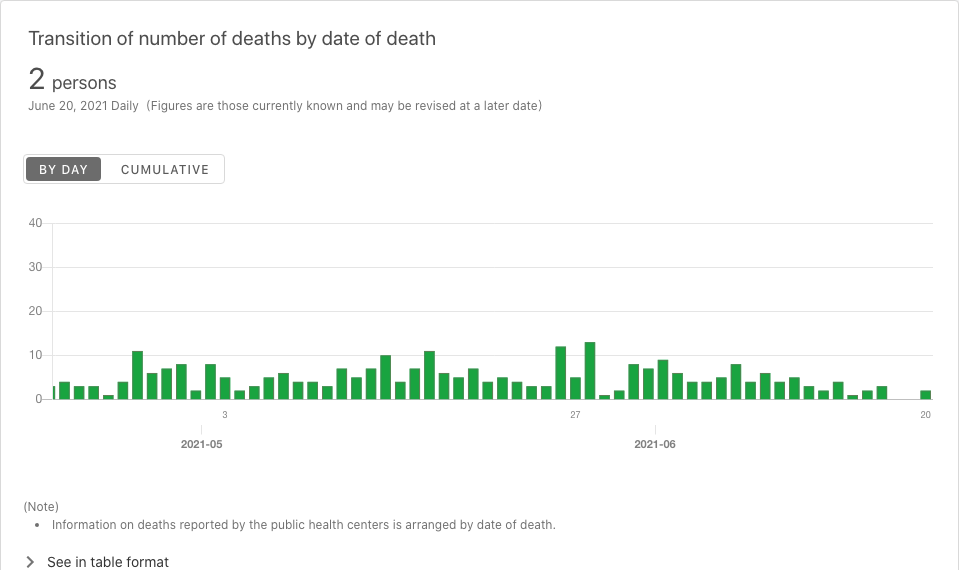 Transition of number of deaths by date of death
2 persons
June 20, 2021 Daily (Figures are those currently known and may be revised at a later date)
BY DAY CUMULATIVE
40
30
20
10
0
3 27 20
2021-05 2021-06
(Note)
• Information on deaths reported by the public health centers is arranged by date of death.
See in table format